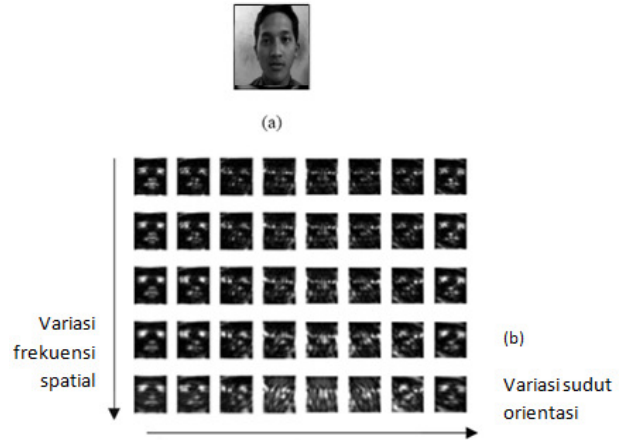 (a)
Variasi
frekuensi
spatial
(b)
Variasi sudut
orientasi